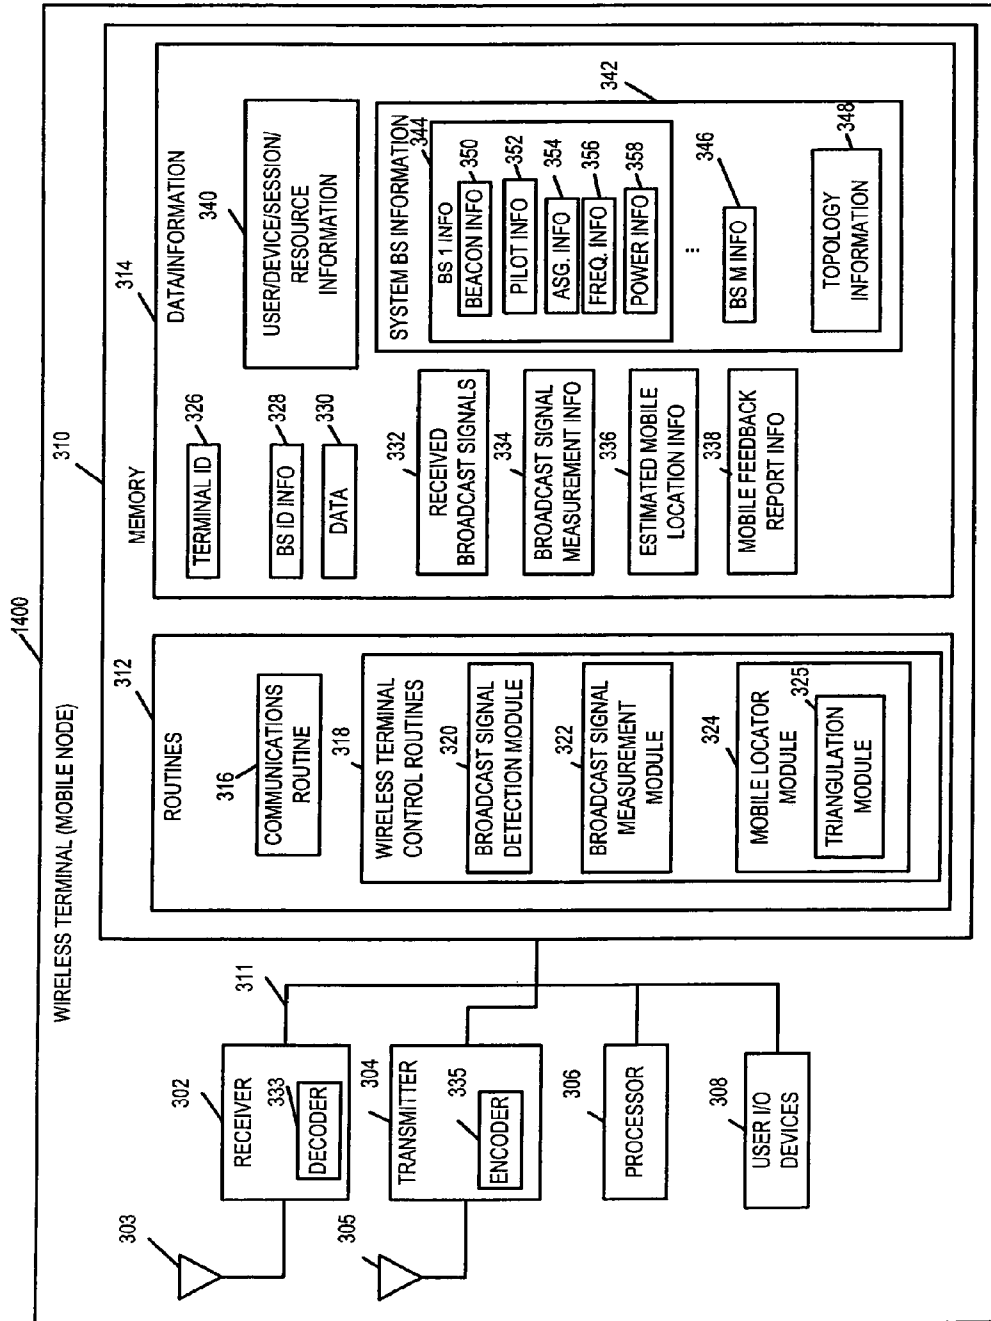 WIRELESS TERMINAL (MOBILE NODE)
1400
303
302
RECEIVER
333
DECODER
311
305
304
TRANSMITTER
335
ENCODER
306
PROCESSOR
308
USER I/O
DEVICES
310
MEMORY
312
ROUTINES
316
COMMUNICATIONS
ROUTINE
318
WIRELESS TERMINAL
CONTROL ROUTINES
320
BROADCAST SIGNAL
DETECTION MODULE
322
BROADCAST SIGNAL
MEASUREMENT
MODULE
324
MOBILE LOCATOR
MODULE
325
TRIANGULATION
MODULE
314
DATA/INFORMATION
326
TERMINAL ID
328
BS ID INFO
330
DATA
332
RECEIVED
BROADCAST SIGNALS
334
BROADCAST SIGNAL
MEASUREMENT INFO
336
ESTIMATED MOBILE
LOCATION INFO
338
MOBILE FEEDBACK
REPORT INFO
340
USER/DEVICE/SESSION/
RESOURCE
INFORMATION
342
SYSTEM BS INFORMATION
344
BS 1 INFO
350
BEACON INFO
352
PILOT INFO
354
ASG. INFO
356
FREQ. INFO
358
POWER INFO
...
346
BS M INFO
348
TOPOLOGY
INFORMATION